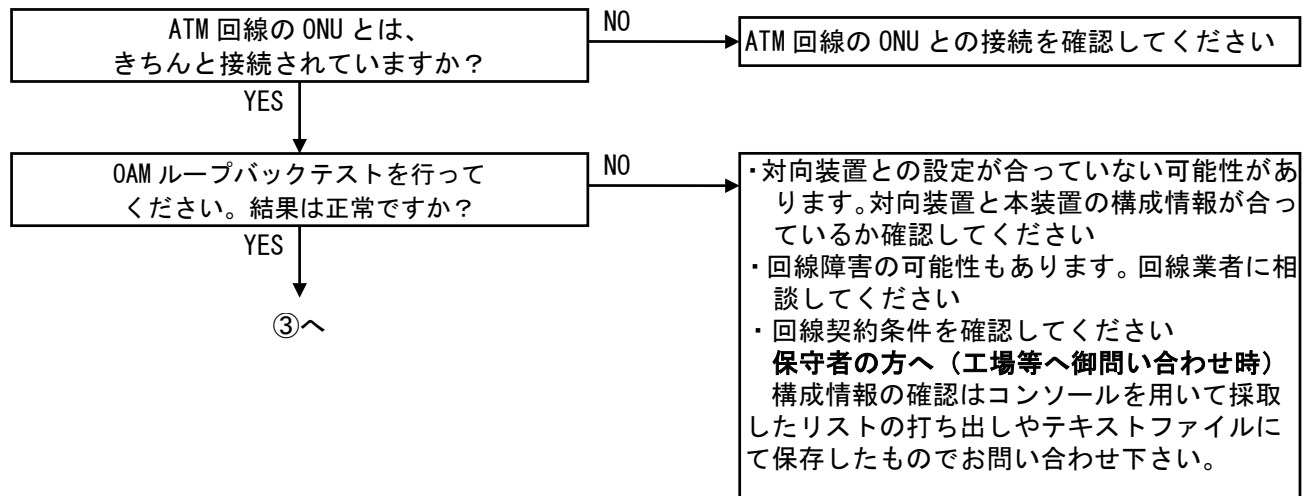 ATM 回線の ONU とは、
きちんと接続されていますか？
NO
ATM 回線の ONU との接続を確認してください
YES
OAM ループバックテストを行って
ください。結果は正常ですか？
NO
・対向装置との設定が合っていない可能性があ
ります。対向装置と本装置の構成情報が合っ
ているか確認してください
・回線障害の可能性もあります。回線業者に相
談してください
・回線契約条件を確認してください
保守者の方へ（工場等へ御問い合わせ時）
構成情報の確認はコンソールを用いて採取
したリストの打ち出しやテキストファイルに
て保存したものでお問い合わせ下さい。
YES
③へ